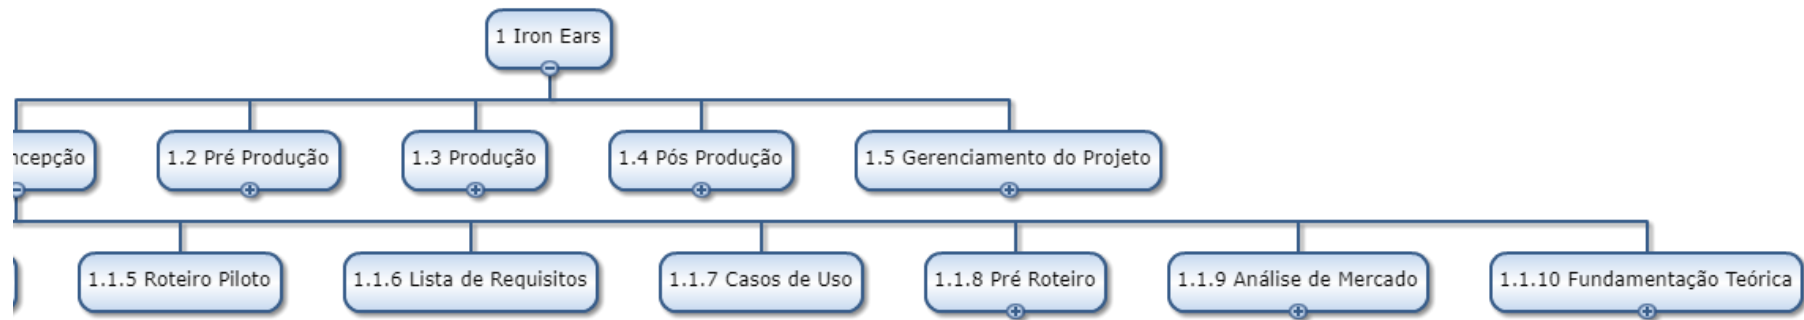 1 Iron Ears
ncepção
1.2 Pré Produção
1.3 Produção
1.4 Pós Produção
1.5 Gerenciamento do Projeto
1.1.5 Roteiro Piloto
1.1.6 Lista de Requisitos
1.1.7 Casos de Uso
1.1.8 Pré Roteiro
1.1.9 Análise de Mercado
1.1.10 Fundamentação Teórica